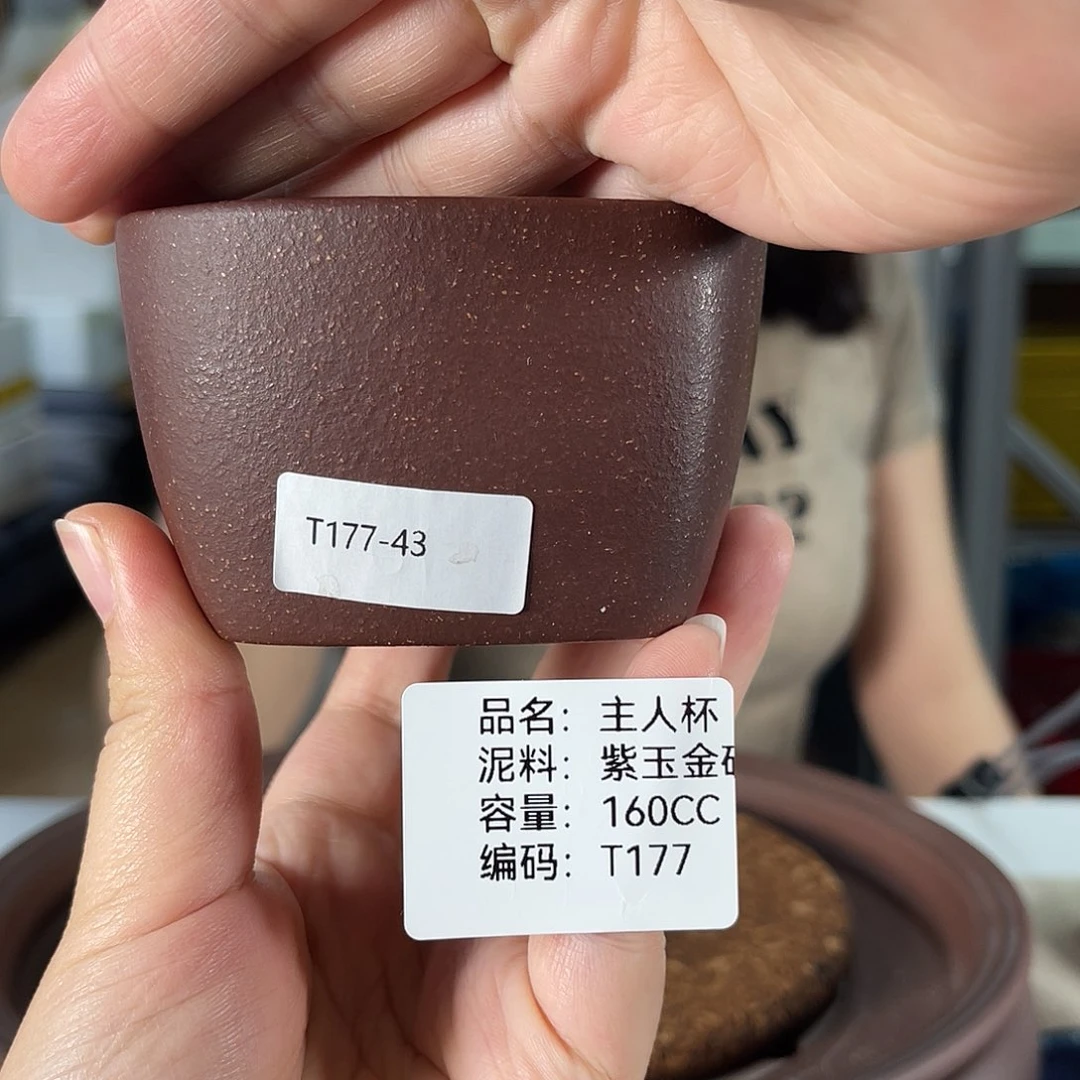 T177-43
品名： 主人杯
泥料： 紫玉金
容量： 160CC
编码： T177